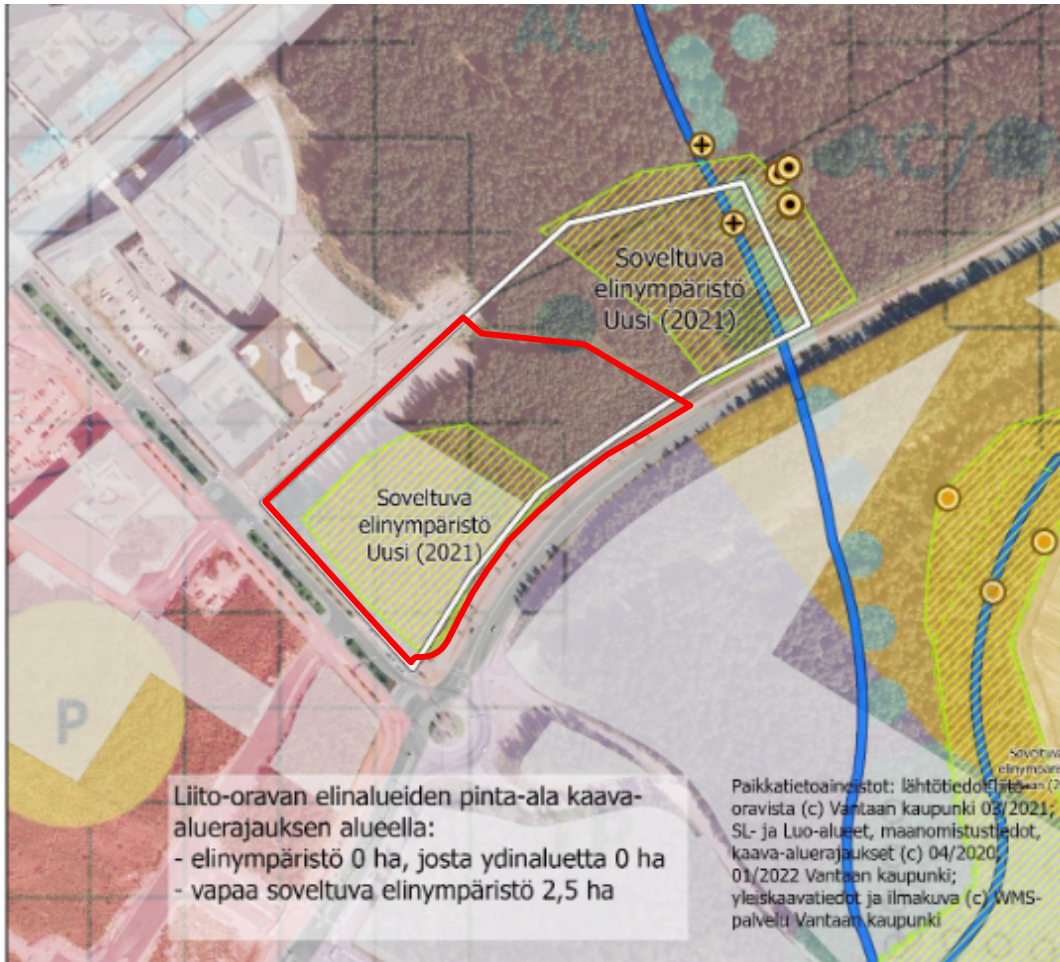 AC
AC/
Soveltuva
elinympäristö
Uusi (2021)
Soveltuva
elinympäristö
Uusi (2021)
P
Liito-oravan elinalueiden pinta-ala kaava-
aluerajauksen alueella:
- elinympäristö 0 ha, josta ydinaluetta 0 ha
- vapaa soveltuva elinympäristö 2,5 ha
Paikkatietoaineistot: lähtötiedot liito-
oravista (c) Vantaan kaupunki 03/2021;
SL- ja Luo-alueet, maanomistustiedot,
kaava-aluerajaukset (c) 04/2020,
01/2022 Vantaan kaupunki;
yleiskaavatiedot ja ilmakuva (c) WMS-
palvelu Vantaan kaupunki